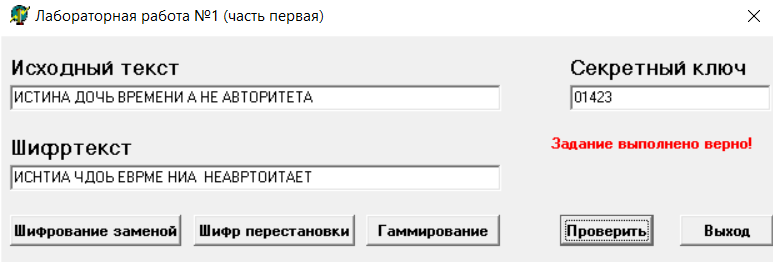 Лабораторная работа №1 (часть первая)
Исходный текст
Секретный ключ
ИСТИНА ДОЧЬ ВРЕМЕНИ А НЕ АВТОРИТЕТА
01423
Шифртекст
Задание выполнено верно!
ИСНТИА ЧДОЬ ЕВРМЕ НИА  НЕАВРТОИТАЕТ
Шифрование заменой
Шифр перестановки
Гаммирование
Проверить
Выход